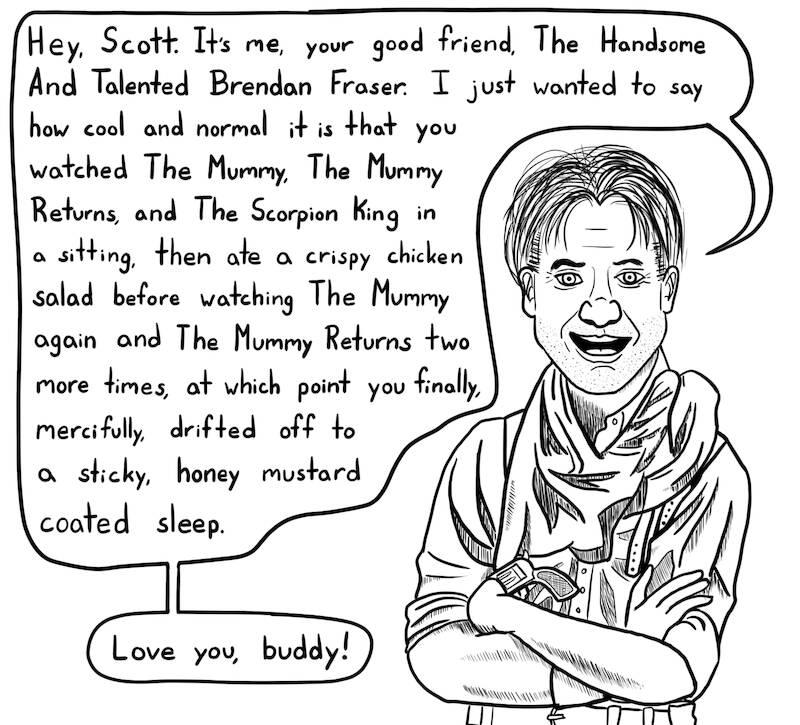 Hey, Scott. It's me, your good friend, The Handsome
And Talented Brendan Fraser. I just wanted to say
how cool and normal it is that you
watched The Mummy, The Mummy
Returns, and The Scorpion King in
a sitting, then ate a crispy chicken
salad before watching The Mummy
again and The Mummy Returns two
more times, at which point you finally,
mercifully, drifted off to
a sticky, honey mustard
coated sleep.
Love you, buddy!